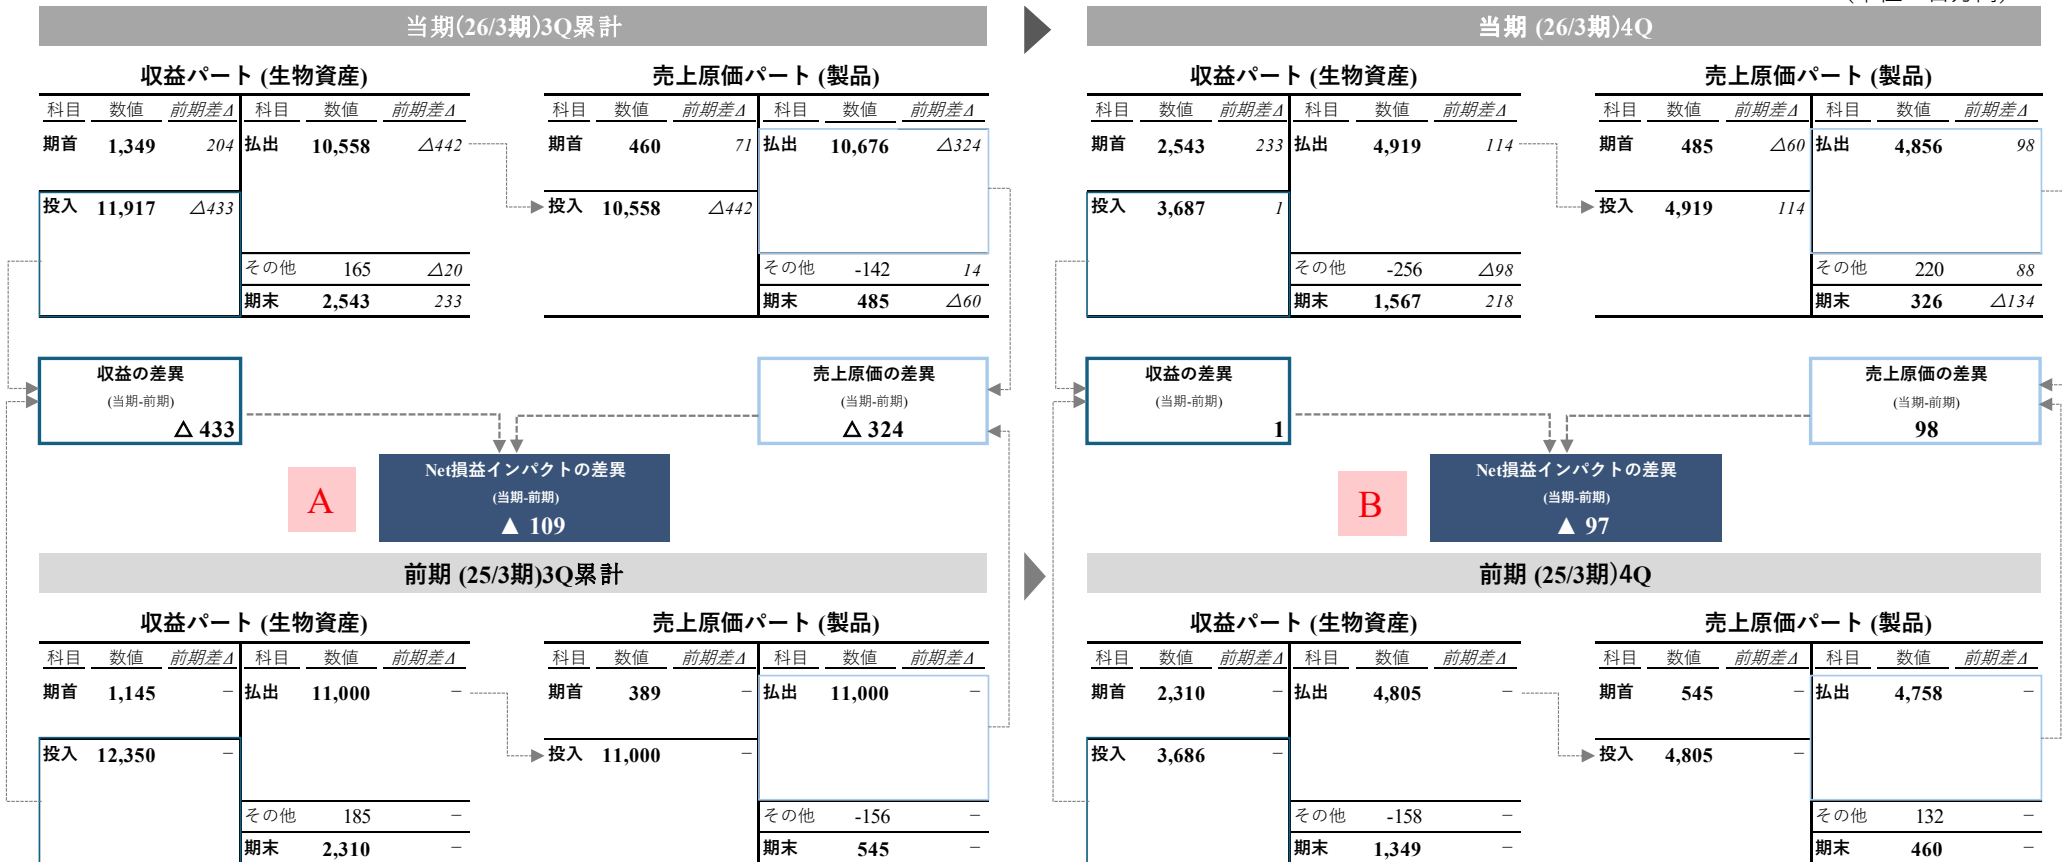 当期(26/3期)3Q累計
収益パート (生物資産)
科目 数値 前期差Δ 科目 数値 前期差Δ
期首 1,349 204 払出 10,558 △442
投入 11,917 △433
その他 165 △20
期末 2,543 233
売上原価パート (製品)
科目 数値 前期差Δ 科目 数値 前期差Δ
期首 460 71 払出 10,676 △324
投入 10,558 △442
その他 -142 14
期末 485 △60
収益の差異
(当期-前期)
△ 433
売上原価の差異
(当期-前期)
△ 324
A
Net損益インパクトの差異
(当期-前期)
▲ 109
当期 (26/3期)4Q
収益パート (生物資産)
科目 数値 前期差Δ 科目 数値 前期差Δ
期首 2,543 233 払出 4,919 114
投入 3,687 1
その他 -256 △98
期末 1,567 218
売上原価パート (製品)
科目 数値 前期差Δ 科目 数値 前期差Δ
期首 485 △60 払出 4,856 98
投入 4,919 114
その他 220 88
期末 326 △134
収益の差異
(当期-前期)
1
売上原価の差異
(当期-前期)
98
B
Net損益インパクトの差異
(当期-前期)
▲ 97
前期 (25/3期)3Q累計
収益パート (生物資産)
科目 数値 前期差Δ 科目 数値 前期差Δ
期首 1,145 − 払出 11,000 −
投入 12,350 −
その他 185 −
期末 2,310 −
売上原価パート (製品)
科目 数値 前期差Δ 科目 数値 前期差Δ
期首 389 − 払出 11,000 −
投入 11,000 −
その他 -156 −
期末 545 −
前期 (25/3期)4Q
収益パート (生物資産)
科目 数値 前期差Δ 科目 数値 前期差Δ
期首 2,310 − 払出 4,805 −
投入 3,686 −
その他 -158 −
期末 1,349 −
売上原価パート (製品)
科目 数値 前期差Δ 科目 数値 前期差Δ
期首 545 − 払出 4,758 −
投入 4,805 −
その他 132 −
期末 460 −